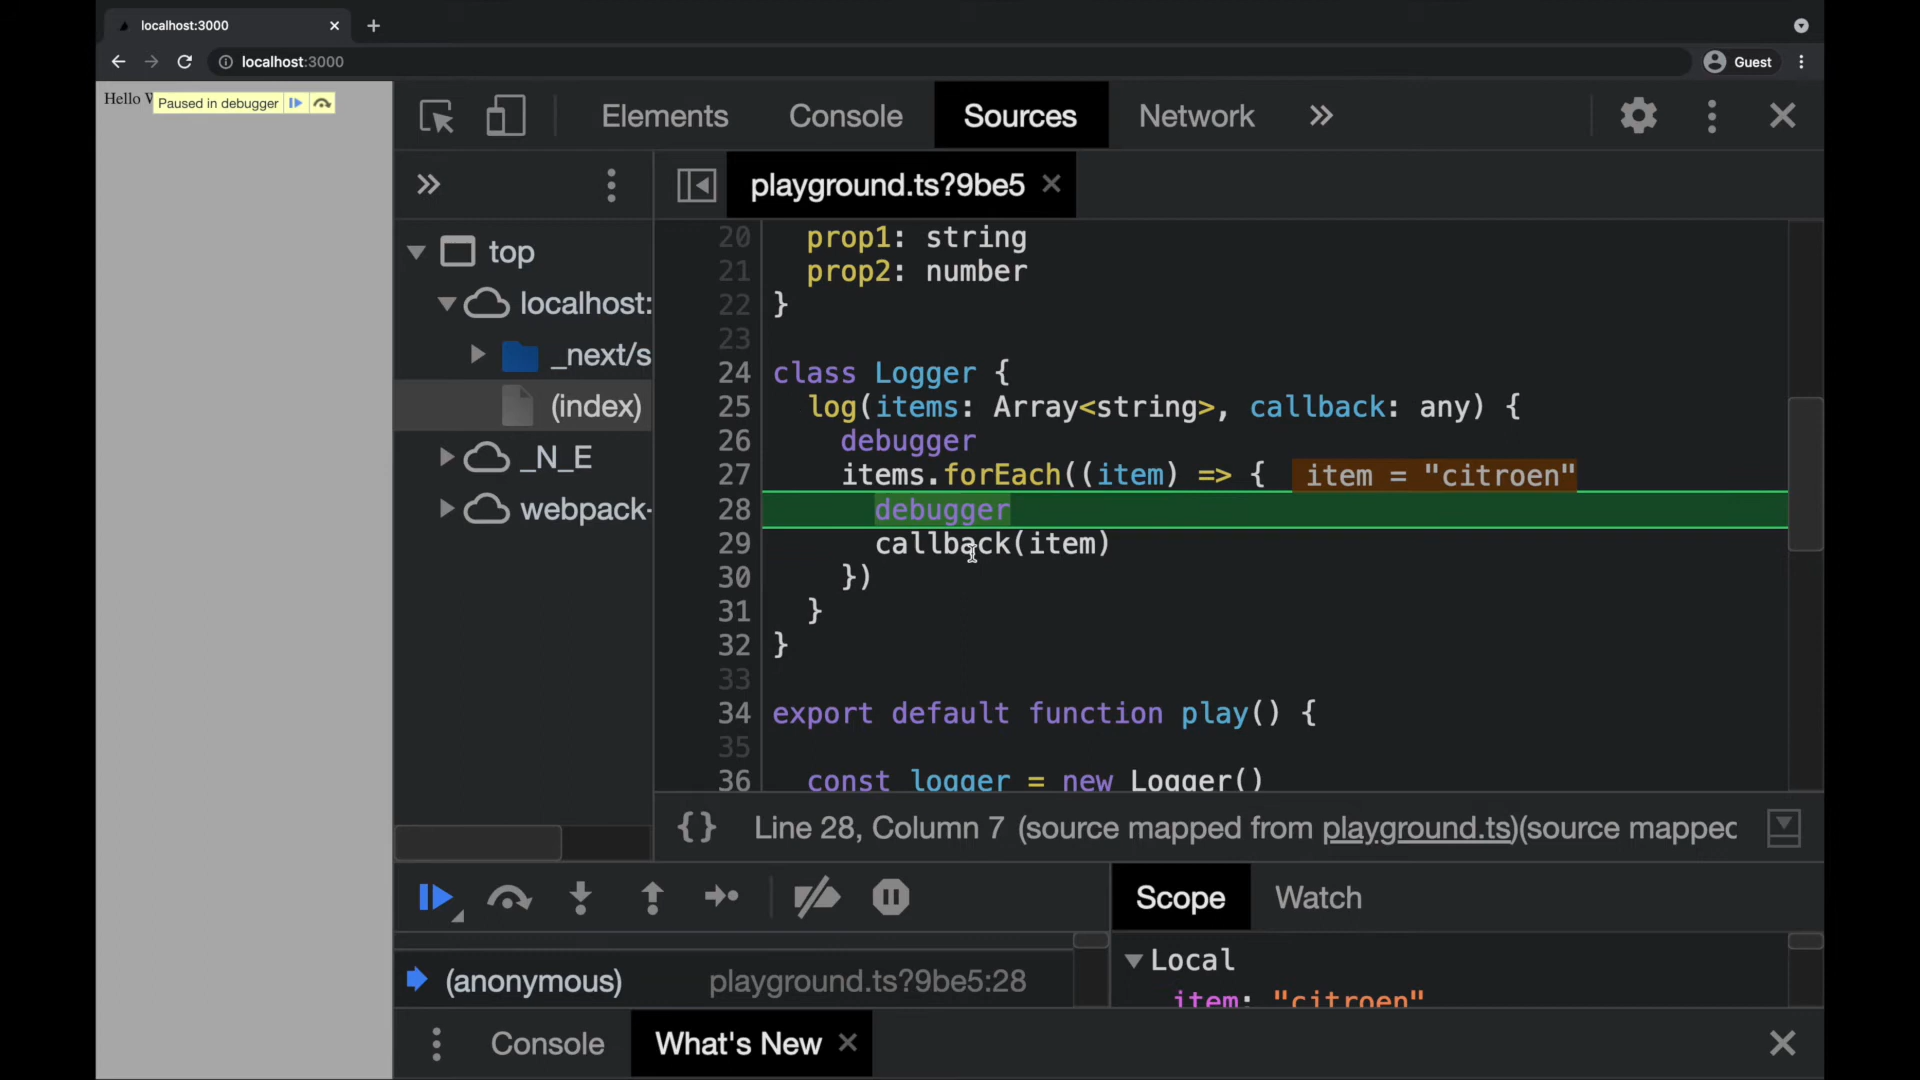 localhost:3000
localhost:3000
Guest
Hello
Paused in debugger
Elements Console Sources Network
playground.ts?9be5
top
localhost:
_next/s
(index)
_N_E
webpack-
20 prop1: string
21 prop2: number
22 }
23
24 class Logger {
25 log(items: Array<string>, callback: any) {
26 debugger
27 items.forEach((item) => { item = "citroen"
28 debugger
29 callback(item)
30 })
31 }
32 }
33
34 export default function play() {
35
36 const logger = new Logger()
{} Line 28, Column 7 (source mapped from playground.ts)(source mapped
Scope Watch
(anonymous) playground.ts?9be5:28
Local
item: "citroen"
Console What's New